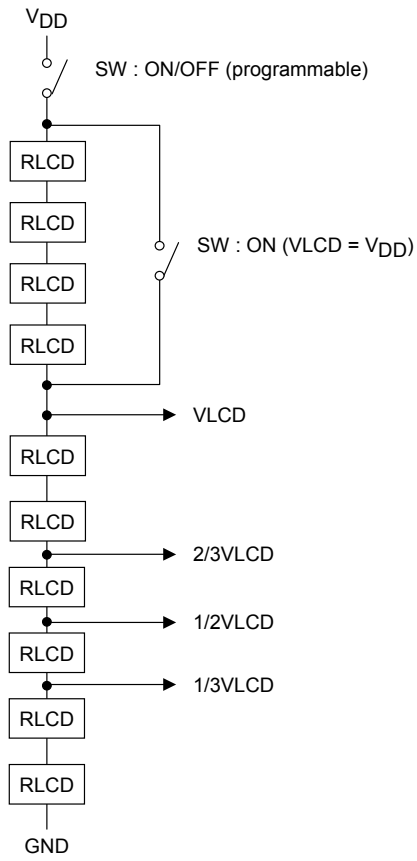 VDD
SW : ON/OFF (programmable)
RLCD
RLCD
RLCD
SW : ON (VLCD = VDD)
RLCD
RLCD
VLCD
RLCD
RLCD
2/3VLCD
RLCD
1/2VLCD
RLCD
1/3VLCD
RLCD
RLCD
GND